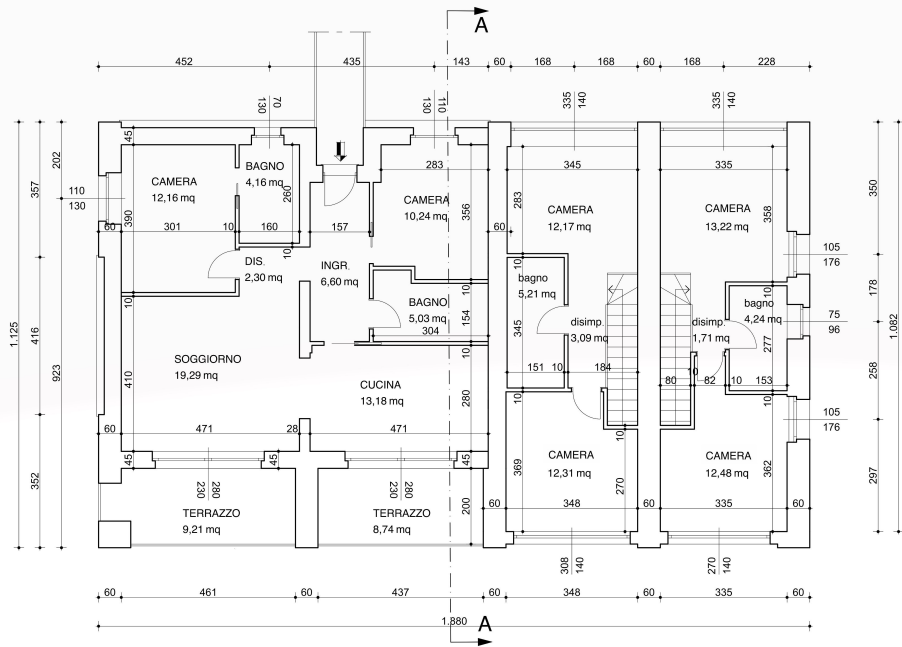 A
452
435
143
60
168
168
60
168
228
70
130
110
130
335
140
335
140
45
202
357
110
130
BAGNO
4,16 mq
CAMERA
12,16 mq
260
390
283
CAMERA
10,24 mq
356
345
283
CAMERA
12,17 mq
335
CAMERA
13,22 mq
358
350
60
301
10
160
157
60
105
176
10
DIS.
2,30 mq
INGR.
6,60 mq
10
bagno
5,21 mq
10
178
10
BAGNO
5,03 mq
304
10
154
10
bagno
4,24 mq
75
96
1.125
416
923
1.082
disimp.
3,09 mq
disimp.
1,71 mq
277
345
SOGGIORNO
19,29 mq
410
CUCINA
13,18 mq
280
151
10
184
10
80
82
10
153
258
10
10
105
176
60
471
28
471
10
45
45
45
369
CAMERA
12,31 mq
270
CAMERA
12,48 mq
362
297
352
230
280
230
280
200
TERRAZZO
9,21 mq
TERRAZZO
8,74 mq
60
348
60
335
60
308
140
270
140
60
461
60
437
60
348
60
335
60
1.880
A